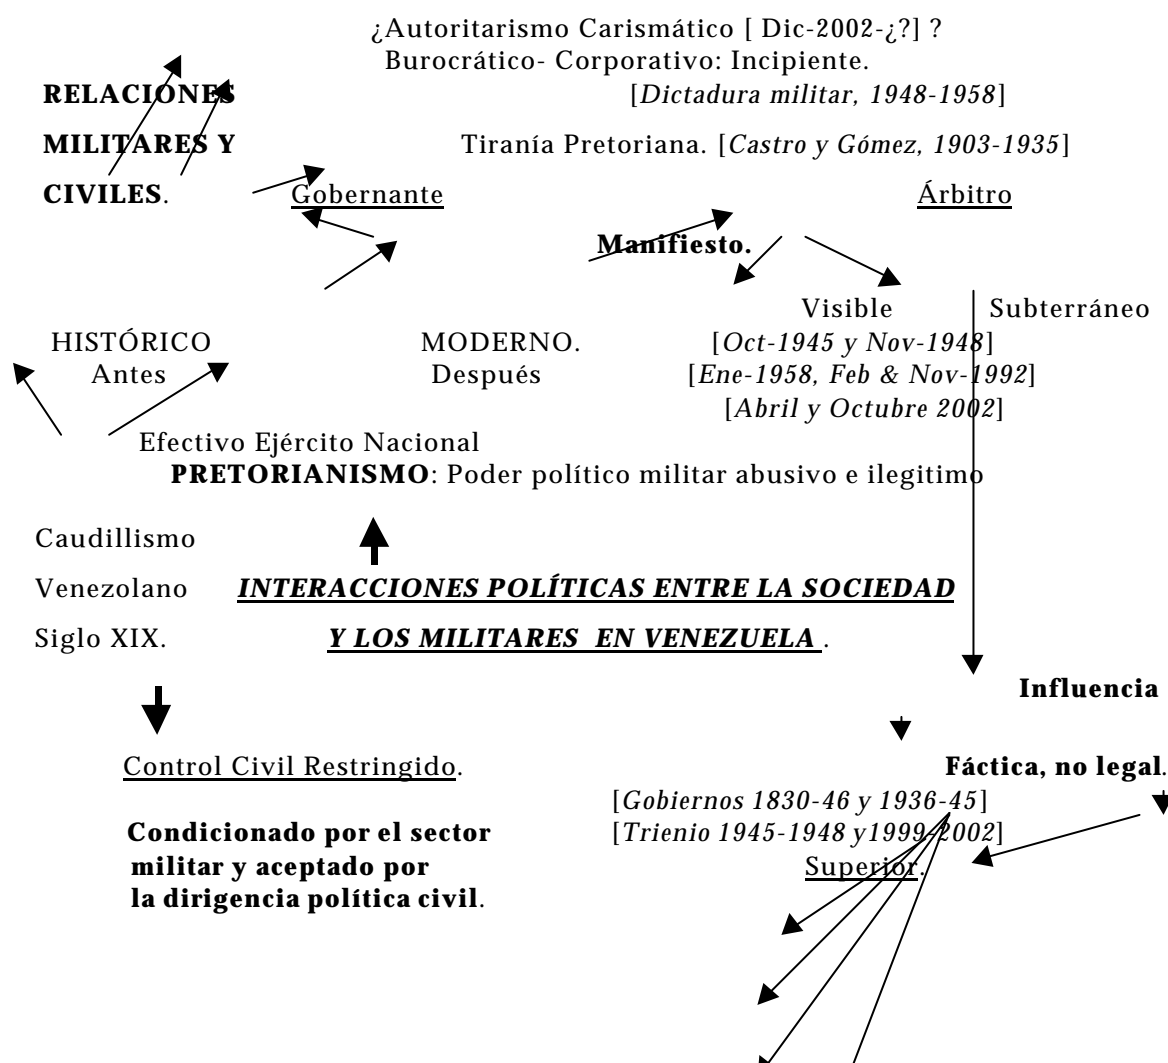 ¿Autoritarismo Carismático [ Dic-2002-¿?] ?
Burocrático- Corporativo: Incipiente.
RELACIONES [Dictadura militar, 1948-1958]
MILITARES Y Tiranía Pretoriana. [Castro y Gómez, 1903-1935]
CIVILES. Gobernante Árbitro
Manifiesto.
Visible Subterráneo
HISTÓRICO MODERNO. [Oct-1945 y Nov-1948]
Antes Después [Ene-1958, Feb & Nov-1992]
[Abril y Octubre 2002]
Efectivo Ejército Nacional
PRETORIANISMO: Poder político militar abusivo e ilegitimo
Caudillismo
Venezolano INTERACCIONES POLÍTICAS ENTRE LA SOCIEDAD
Siglo XIX. Y LOS MILITARES EN VENEZUELA .
Influencia
Control Civil Restringido. Fáctica, no legal.
[Gobiernos 1830-46 y 1936-45]
Condicionado por el sector [Trienio 1945-1948 y1999-2002]
militar y aceptado por Superior.
la dirigencia política civil.